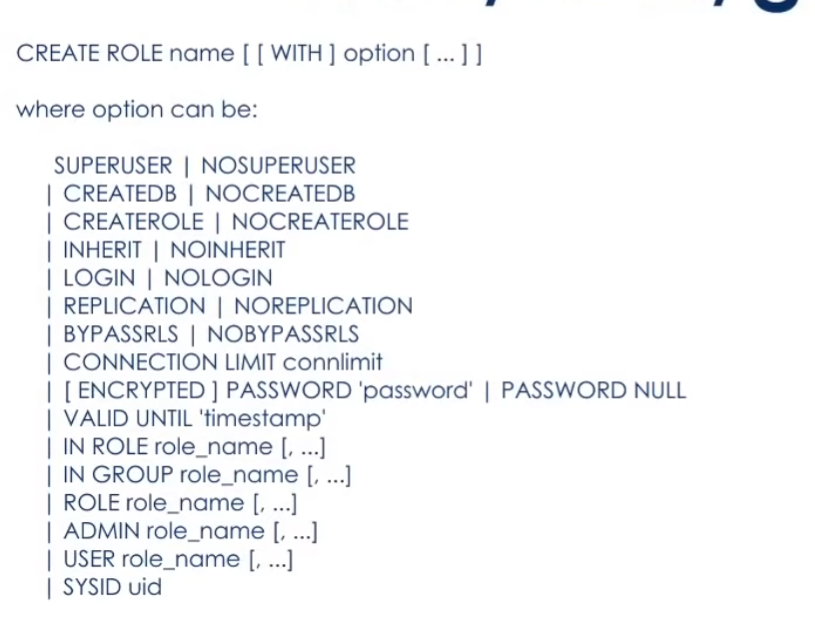 CREATE ROLE name [ [ WITH ] option [ ... ] ]
where option can be:
SUPERUSER | NOSUPERUSER
| CREATEDB | NOCREATEDB
| CREATEROLE | NOCREATEROLE
| INHERIT | NOINHERIT
| LOGIN | NOLOGIN
| REPLICATION | NOREPLICATION
| BYPASSRLS | NOBYPASSRLS
| CONNECTION LIMIT connlimit
| [ ENCRYPTED ] PASSWORD 'password' | PASSWORD NULL
| VALID UNTIL 'timestamp'
| IN ROLE role_name [, ...]
| IN GROUP role_name [, ...]
| ROLE role_name [, ...]
| ADMIN role_name [, ...]
| USER role_name [, ...]
| SYSID uid